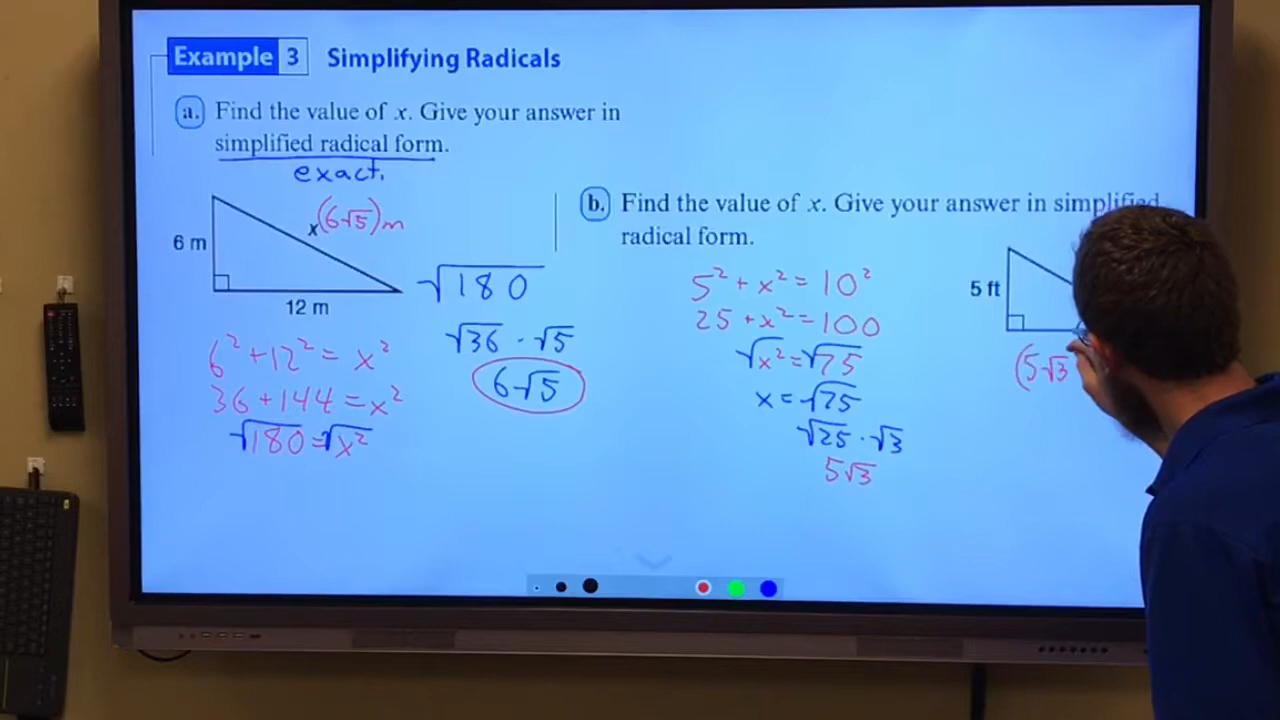 Example 3 Simplifying Radicals
a. Find the value of x. Give your answer in
simplified radical form.
exact.
x (6√5)m
6 m
12 m
6² + 12² = x²
36 + 144 = x²
√180 = √x²
√180
√36 · √5
6√5
b. Find the value of x. Give your answer in simplified
radical form.
5² + x² = 10²
25 + x² = 100
√x² = √75
x = √75
√25 · √3
5√3
5 ft
(5√3